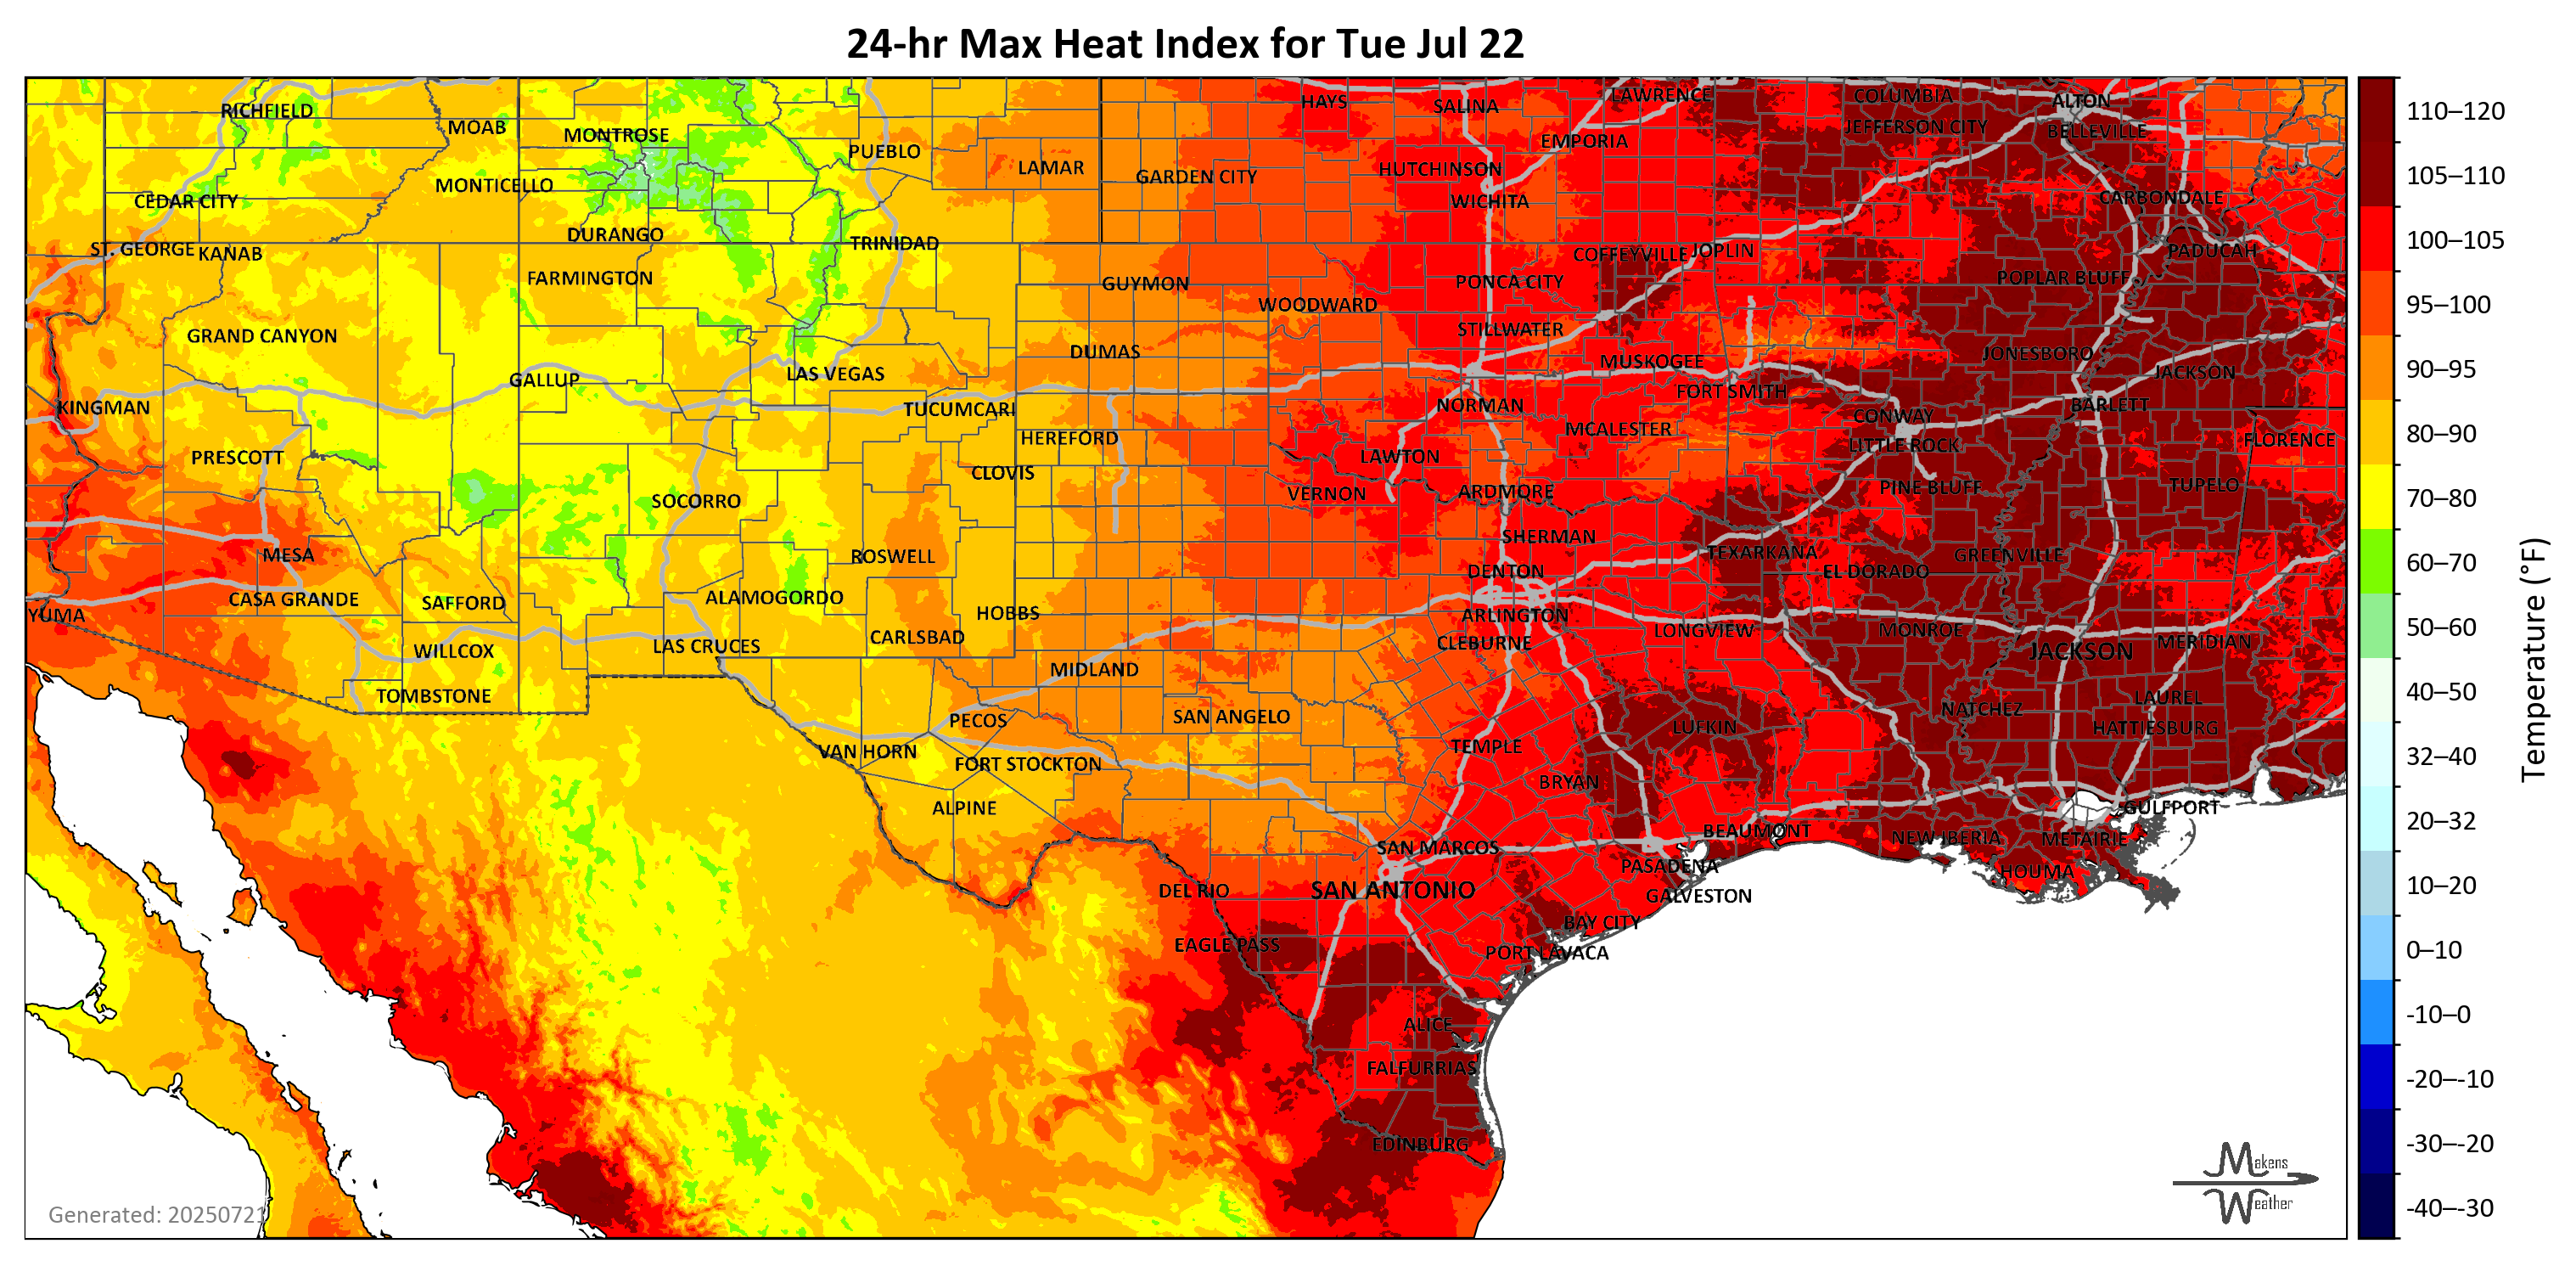 24-hr Max Heat Index for Tue Jul 22
RICHFIELD
MOAB
MONTROSE
PUEBLO
LAMAR
HAYS
SALINA
LAWRENCE
COLUMBIA
ALTON
JEFFERSON CITY
BELLEVILLE
EMPORIA
CEDAR CITY
MONTICELLO
GARDEN CITY
HUTCHINSON
WICHITA
CARBONDALE
ST. GEORGE
KANAB
DURANGO
TRINIDAD
COFFEYVILLE
JOPLIN
PADUCAH
FARMINGTON
GUYMON
WOODWARD
PONCA CITY
POPLAR BLUFF
GRAND CANYON
DUMAS
STILLWATER
MUSKOGEE
JONESBORO
JACKSON
GALLUP
LAS VEGAS
FORT SMITH
KINGMAN
TUCUMCARI
NORMAN
CONWAY
BARLETT
PRESCOTT
HEREFORD
CLOVIS
LAWTON
MCALESTER
LITTLE ROCK
FLORENCE
SOCORRO
VERNON
ARDMORE
PINE BLUFF
TUPELO
MESA
ROSWELL
SHERMAN
TEXARKANA
GREENVILLE
DENTON
EL DORADO
YUMA
CASA GRANDE
SAFFORD
ALAMOGORDO
HOBBS
ARLINGTON
WILLCOX
LAS CRUCES
CARLSBAD
CLEBURNE
LONGVIEW
MONROE
JACKSON
MERIDIAN
TOMBSTONE
MIDLAND
LAUREL
PECOS
SAN ANGELO
LUFKIN
NATCHEZ
HATTIESBURG
VAN HORN
FORT STOCKTON
TEMPLE
BRYAN
ALPINE
GULFPORT
SAN MARCOS
BEAUMONT
NEW IBERIA
METAIRIE
DEL RIO
SAN ANTONIO
PASADENA
HOUMA
GALVESTON
EAGLE PASS
BAY CITY
PORT LAVACA
ALICE
FALFURRIAS
EDINBURG
Generated: 20250721
Makens
Weather
110–120
105–110
100–105
95–100
90–95
80–90
70–80
60–70
50–60
40–50
32–40
20–32
10–20
0–10
-10–0
-20–-10
-30–-20
-40–-30
Temperature (°F)